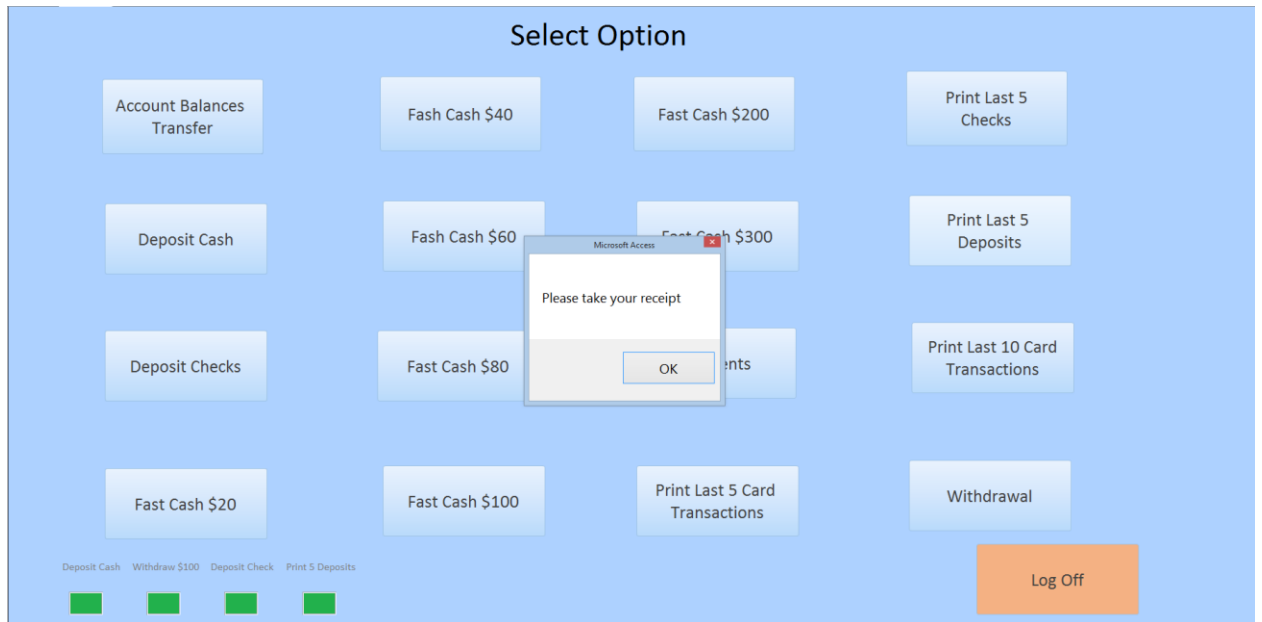 Select Option
Account Balances
Transfer
Fash Cash $40
Fast Cash $200
Print Last 5
Checks
Deposit Cash
Fash Cash $60
Cash $300
Print Last 5
Deposits
Microsoft Access
Please take your receipt
OK
Deposit Checks
Fast Cash $80
Print Last 10 Card
Transactions
Fast Cash $20
Fast Cash $100
Print Last 5 Card
Transactions
Withdrawal
Deposit Cash Withdraw $100 Deposit Check Print 5 Deposits
Log Off